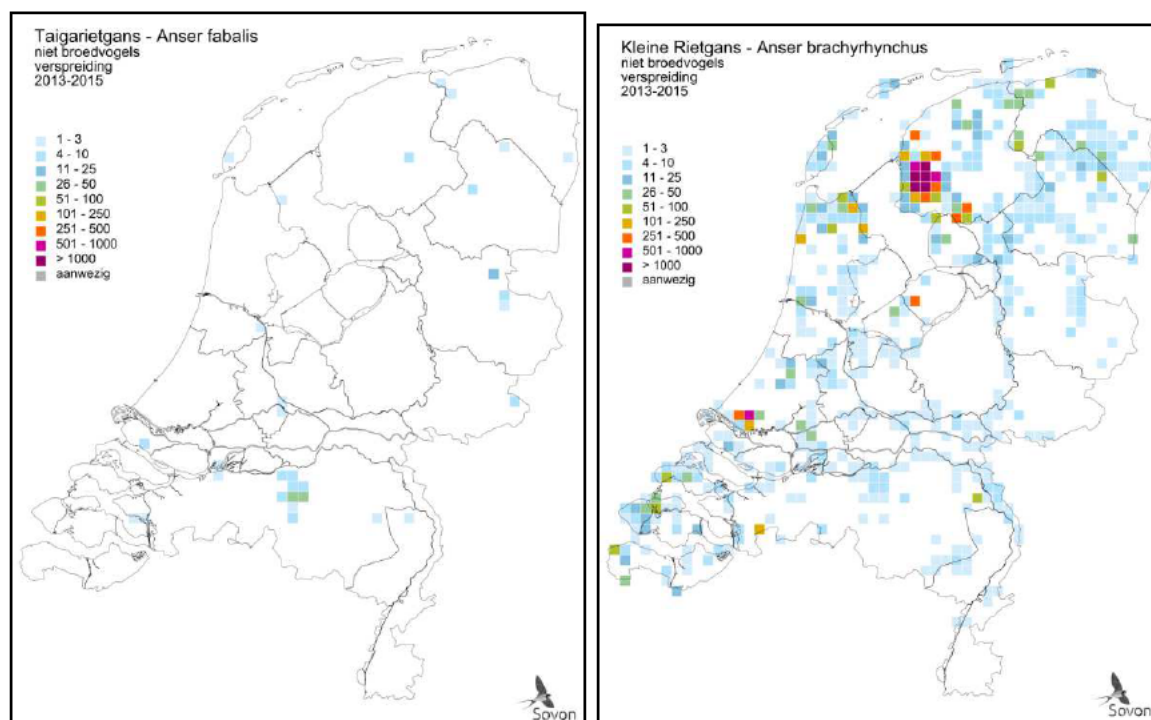 Taigarietgans - Anser fabalis
niet broedvogels
verspreiding
2013-2015
1 - 3
4 - 10
11 - 25
26 - 50
51 - 100
101 - 250
251 - 500
501 - 1000
> 1000
aanwezig
Sovon
Kleine Rietgans - Anser brachyrhynchus
niet broedvogels
verspreiding
2013-2015
1 - 3
4 - 10
11 - 25
26 - 50
51 - 100
101 - 250
251 - 500
501 - 1000
> 1000
aanwezig
Sovon